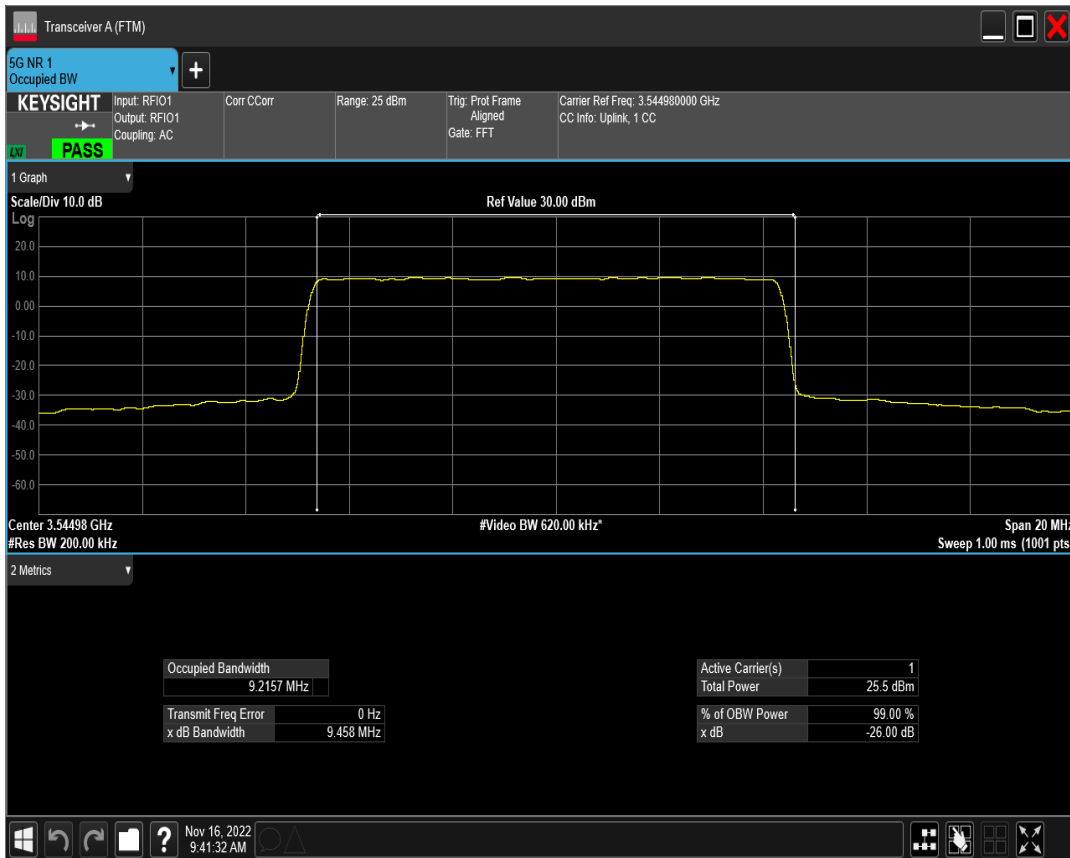 Transceiver A (FTM)
5G NR 1
Occupied BW
+
KEYSIGHT
LXI
PASS
Input: RFIO1
Output: RFIO1
Coupling: AC
Corr CCorr
Range: 25 dBm
Trig: Prot Frame
Aligned
Gate: FFT
Carrier Ref Freq: 3.544980000 GHz
CC Info: Uplink, 1 CC
1 Graph
Scale/Div 10.0 dB
Ref Value 30.00 dBm
Log
20.0
10.0
0.00
-10.0
-20.0
-30.0
-40.0
-50.0
-60.0
Center 3.54498 GHz
#Video BW 620.00 kHz*
Span 20 MHz
#Res BW 200.00 kHz
Sweep 1.00 ms (1001 pts
2 Metrics
Occupied Bandwidth
9.2157 MHz
Transmit Freq Error 0 Hz
x dB Bandwidth 9.458 MHz
Active Carrier(s) 1
Total Power 25.5 dBm
% of OBW Power 99.00 %
x dB -26.00 dB
?
Nov 16, 2022
9:41:32 AM